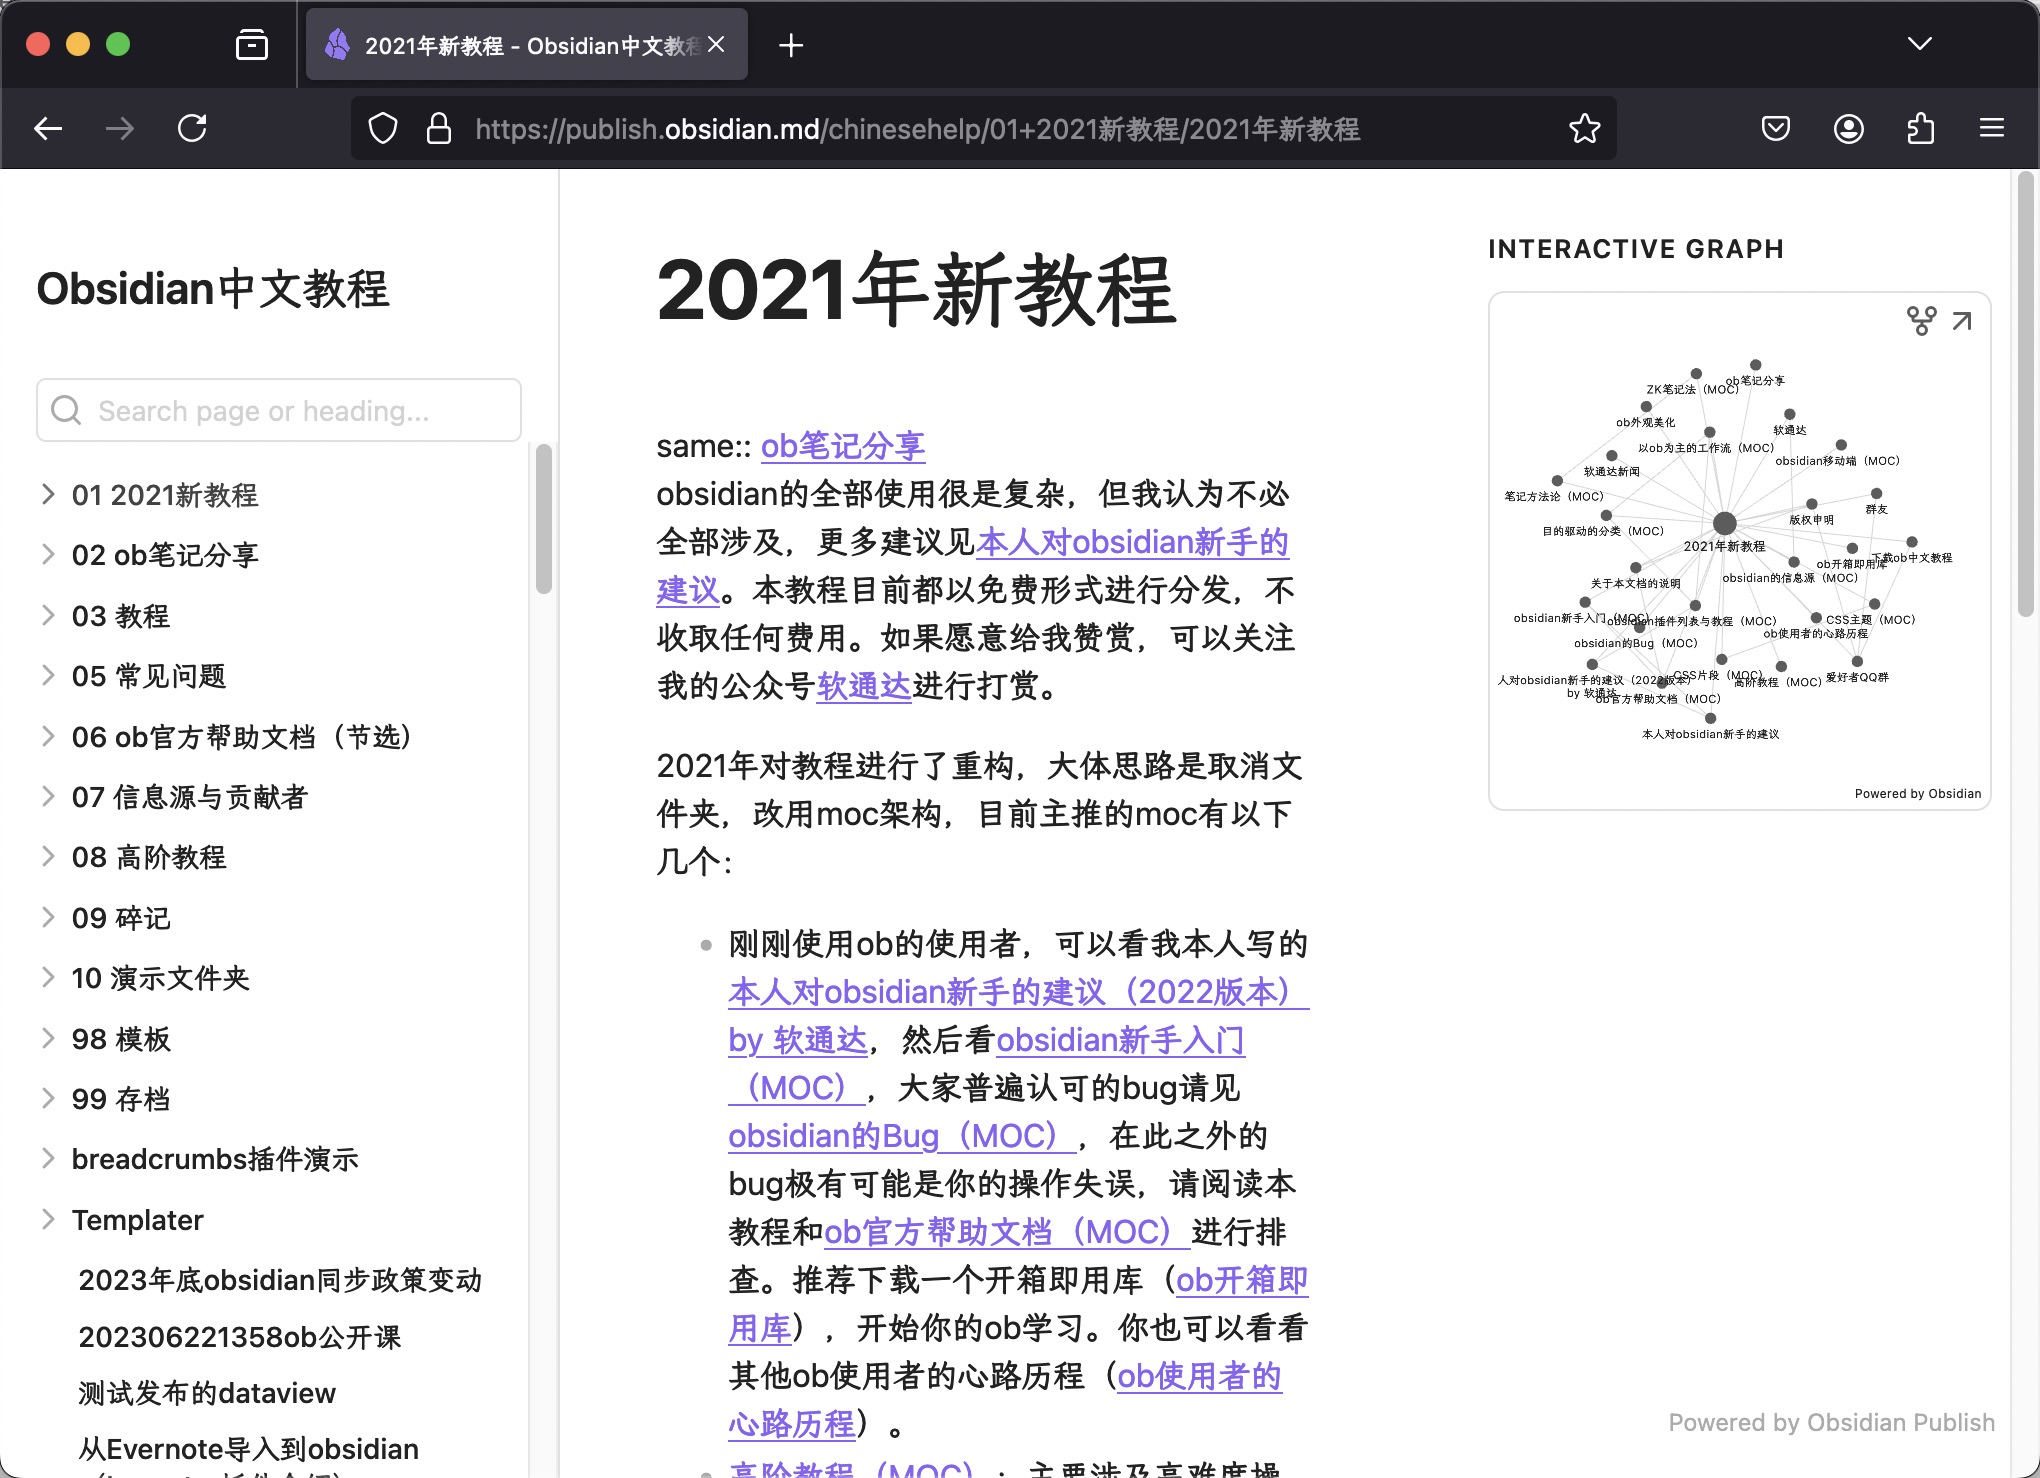 2021年新教程 - Obsidian中文教程
https://publish.obsidian.md/chinesehelp/01+2021新教程/2021年新教程
Obsidian中文教程
Search page or heading...
01 2021新教程
02 ob笔记分享
03 教程
05 常见问题
06 ob官方帮助文档（节选）
07 信息源与贡献者
08 高阶教程
09 碎记
10 演示文件夹
98 模板
99 存档
breadcrumbs插件演示
Templater
2023年底obsidian同步政策变动
202306221358ob公开课
测试发布的dataview
从Evernote导入到obsidian
2021年新教程
same:: ob笔记分享
obsidian的全部使用很是复杂，但我认为不必
全部涉及，更多建议见本人对obsidian新手的
建议。本教程目前都以免费形式进行分发，不
收取任何费用。如果愿意给我赞赏，可以关注
我的公众号软通达进行打赏。
2021年对教程进行了重构，大体思路是取消文
件夹，改用moc架构，目前主推的moc有以下
几个：
刚刚使用ob的使用者，可以看我本人写的
本人对obsidian新手的建议（2022版本）
by 软通达，然后看obsidian新手入门
（MOC），大家普遍认可的bug请见
obsidian的Bug（MOC），在此之外的
bug极有可能是你的操作失误，请阅读本
教程和ob官方帮助文档（MOC）进行排
查。推荐下载一个开箱即用库（ob开箱即
用库），开始你的ob学习。你也可以看看
其他ob使用者的心路历程（ob使用者的
心路历程）。
高阶教程（MOC）：主要涉及高难度操
INTERACTIVE GRAPH
ob笔记分享
ZK笔记法（MOC）
ob外观美化
软通达
以ob为主的工作流（MOC）
obsidian移动端（MOC）
软通达新闻
笔记方法论（MOC）
群友
版权申明
目的驱动的分类（MOC）
2021年新教程
下载ob中文教程
ob开箱即用库
obsidian的信息源（MOC）
关于本文档的说明
obsidian新手入门（MOC）
obsidian插件列表与教程（MOC）
CSS主题（MOC）
ob使用者的心路历程
obsidian的Bug（MOC）
CSS片段（MOC）
爱好者QQ群
人对obsidian新手的建议（2022版本）
高阶教程（MOC）
by 软通达
ob官方帮助文档（MOC）
本人对obsidian新手的建议
Powered by Obsidian
Powered by Obsidian Publish